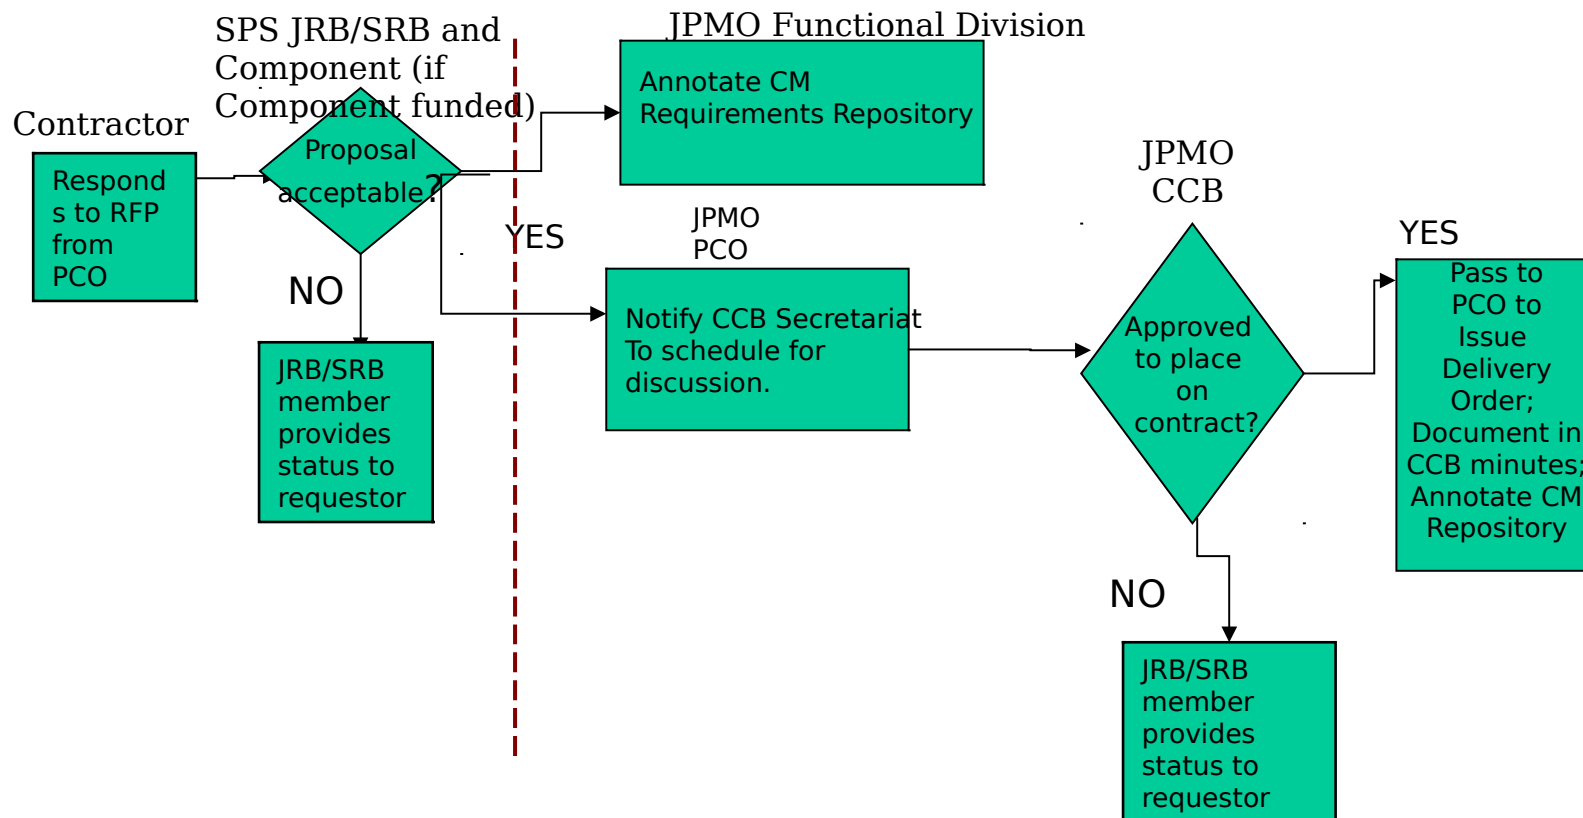 SPS JRB/SRB and
Component (if
Component funded)
JPMO Functional Division
Contractor
Respond
s to RFP
from
PCO
Proposal
acceptable?
NO
JRB/SRB
member
provides
status to
requestor
YES
Annotate CM
Requirements Repository
JPMO
PCO
Notify CCB Secretariat
To schedule for
discussion.
JPMO
CCB
Approved
to place
on
contract?
NO
JRB/SRB
member
provides
status to
requestor
YES
Pass to
PCO to
Issue
Delivery
Order;
Document in
CCB minutes;
Annotate CM
Repository